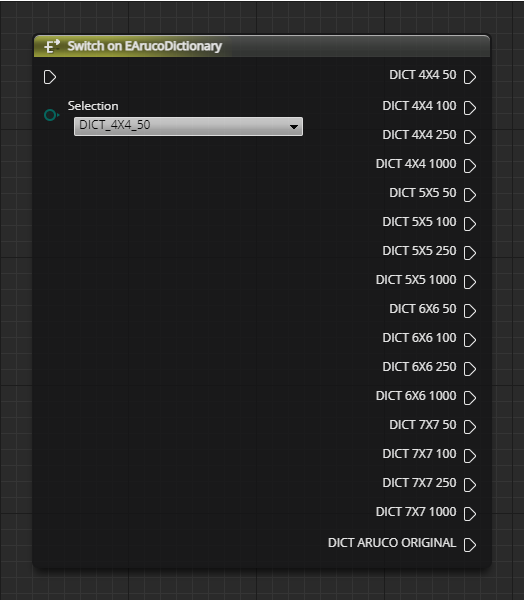 Switch on EArucoDictionary
DICT 4X4 50
Selection
DICT_4X4_50
DICT 4X4 100
DICT 4X4 250
DICT 4X4 1000
DICT 5X5 50
DICT 5X5 100
DICT 5X5 250
DICT 5X5 1000
DICT 6X6 50
DICT 6X6 100
DICT 6X6 250
DICT 6X6 1000
DICT 7X7 50
DICT 7X7 100
DICT 7X7 250
DICT 7X7 1000
DICT ARUCO ORIGINAL